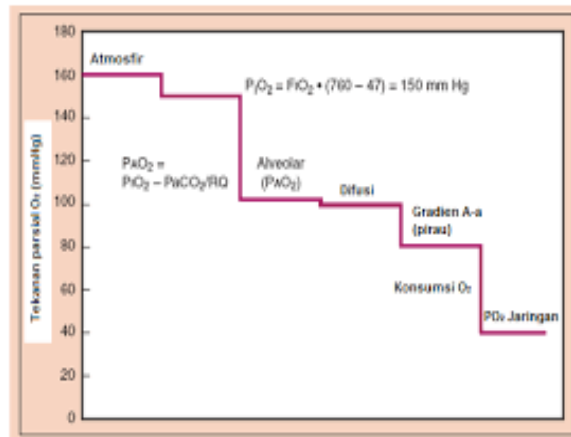 180
Atmosfir
160
PIO₂ = FIO₂ • (760 – 47) = 150 mm Hg
140
120
PAO₂ =
PIO₂ – PaCO₂/RQ
Alveolar
(PAO₂)
Difusi
100
Gradien A-a
(pirau)
80
Konsumsi O₂
60
PO₂ Jaringan
40
20
0
Tekanan parsial O₂ (mmHg)